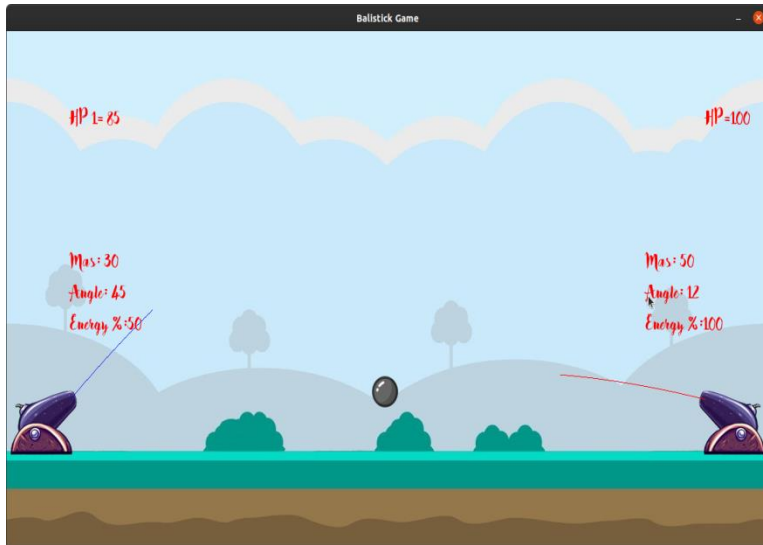 Balistick Game
HP 1= 85
HP =100
Mas: 30
Angle: 45
Energy %:50
Mas: 50
Angle: 12
Energy %:100